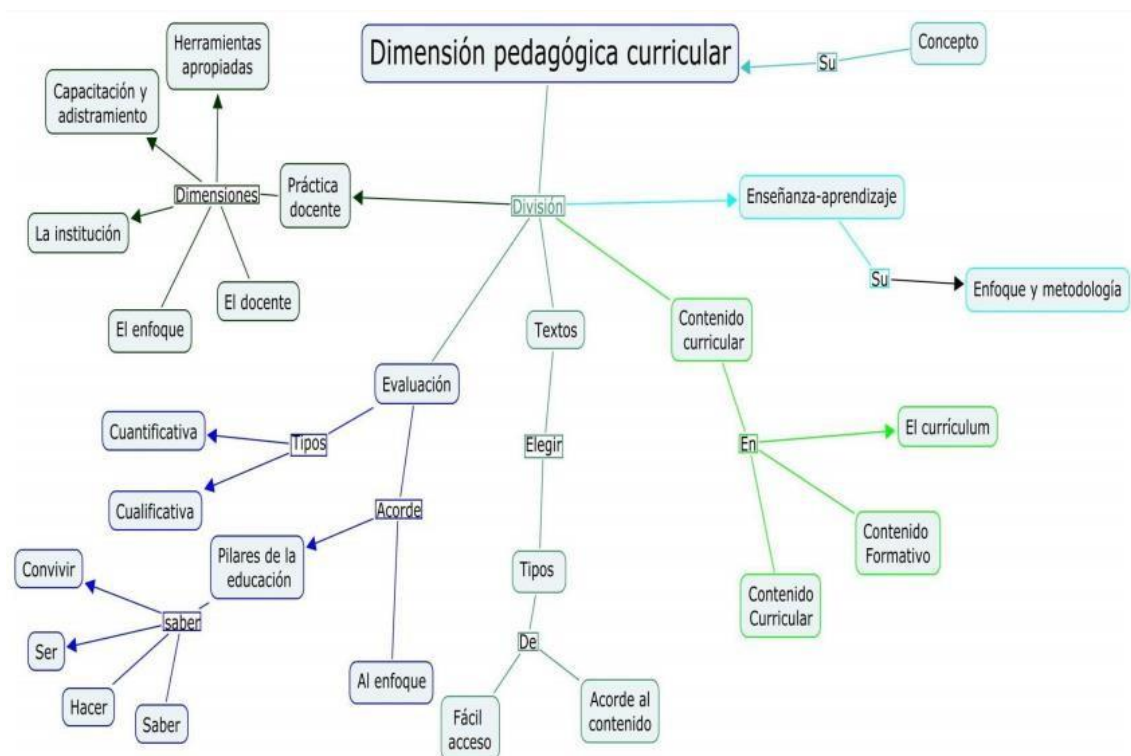 Dimensión pedagógica curricular
Su
Concepto
Herramientas
apropiadas
Capacitación y
adistramiento
Dimensiones
Práctica
docente
La institución
El enfoque
El docente
División
Enseñanza-aprendizaje
Su
Enfoque y metodología
Textos
Contenido
curricular
Evaluación
Cuantificativa
Tipos
Cualificativa
Elegir
En
El currículum
Contenido
Formativo
Contenido
Curricular
Acorde
Pilares de la
educación
Convivir
saber
Ser
Hacer
Saber
Al enfoque
Tipos
De
Fácil
acceso
Acorde al
contenido